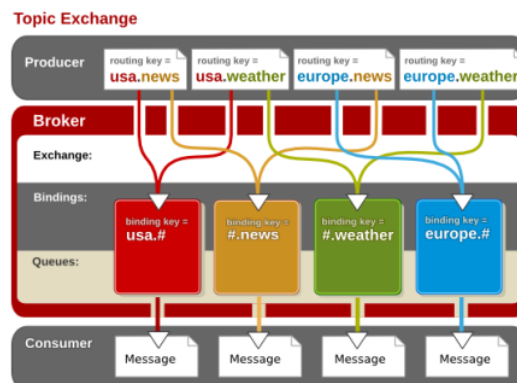 Topic Exchange
Producer
routing key =
usa.news
routing key =
usa.weather
routing key =
europe.news
routing key =
europe.weather
Broker
Exchange:
Bindings:
binding key =
usa.#
binding key =
#.news
binding key =
#.weather
binding key =
europe.#
Queues:
Consumer
Message
Message
Message
Message